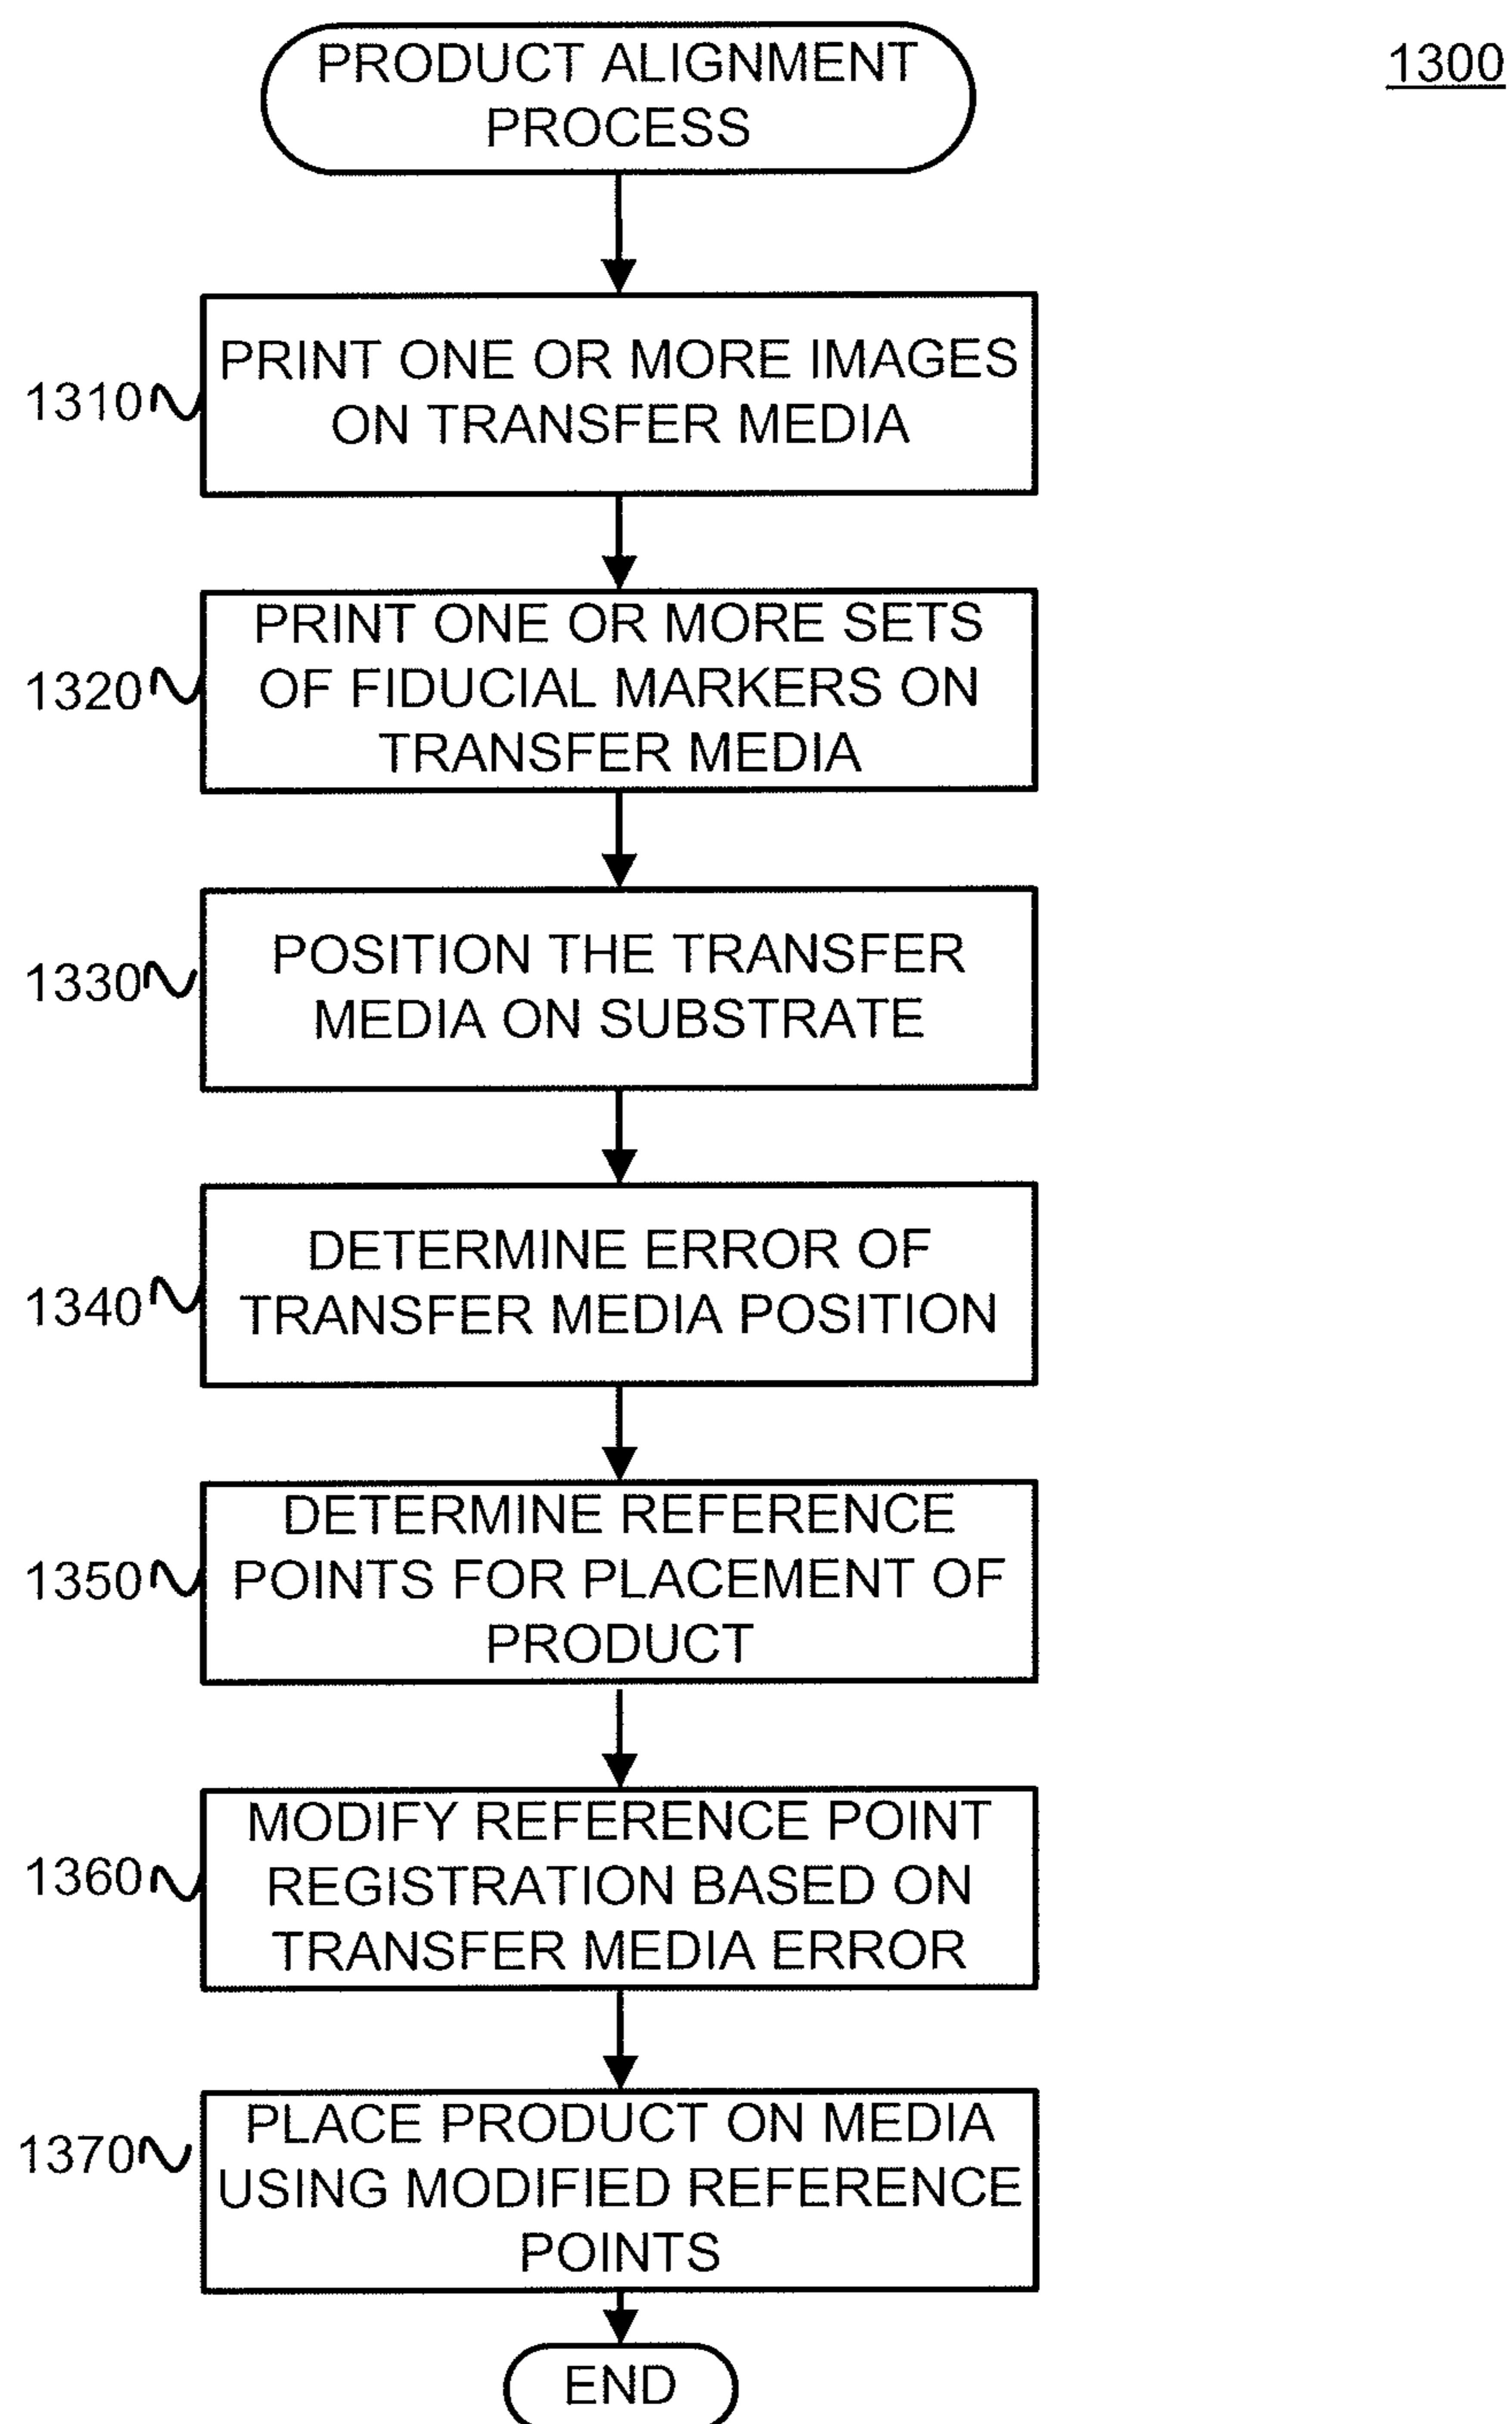 PRODUCT ALIGNMENT
PROCESS
1300
PRINT ONE OR MORE IMAGES
ON TRANSFER MEDIA
1310
PRINT ONE OR MORE SETS
OF FIDUCIAL MARKERS ON
TRANSFER MEDIA
1320
POSITION THE TRANSFER
MEDIA ON SUBSTRATE
1330
DETERMINE ERROR OF
TRANSFER MEDIA POSITION
1340
DETERMINE REFERENCE
POINTS FOR PLACEMENT OF
PRODUCT
1350
MODIFY REFERENCE POINT
REGISTRATION BASED ON
TRANSFER MEDIA ERROR
1360
PLACE PRODUCT ON MEDIA
USING MODIFIED REFERENCE
POINTS
1370
END